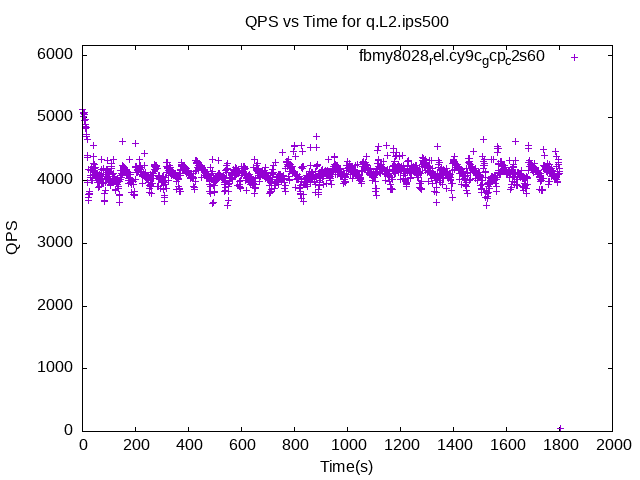 QPS vs Time for q.L2.ips500
fbmy8028rel.cy9cgcpc2s60
6000
5000
4000
3000
2000
1000
0
QPS
0 200 400 600 800 1000 1200 1400 1600 1800 2000
Time(s)